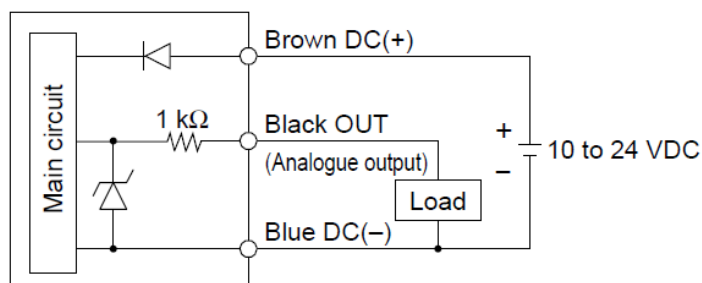 Brown DC(+)
1 kΩ
Black OUT
(Analogue output)
Main circuit
+
10 to 24 VDC
−
Load
Blue DC(−)